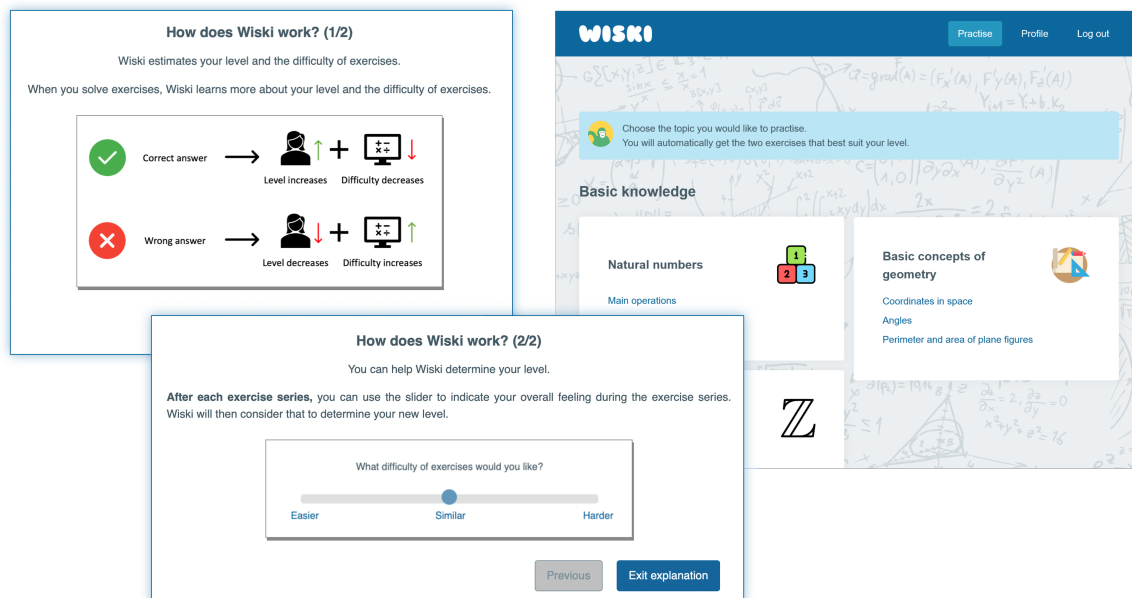 How does Wiski work? (1/2)
Wiski estimates your level and the difficulty of exercises.
When you solve exercises, Wiski learns more about your level and the difficulty of exercises.
Correct answer
Level increases
Difficulty decreases
Wrong answer
Level decreases
Difficulty increases
WISKI
Practise
Profile
Log out
Choose the topic you would like to practise.
You will automatically get the two exercises that best suit your level.
Basic knowledge
Natural numbers
1
2 3
Main operations
Basic concepts of
geometry
Coordinates in space
Angles
Perimeter and area of plane figures
ℤ
How does Wiski work? (2/2)
You can help Wiski determine your level.
After each exercise series, you can use the slider to indicate your overall feeling during the exercise series.
Wiski will then consider that to determine your new level.
What difficulty of exercises would you like?
Easier
Similar
Harder
Previous
Exit explanation